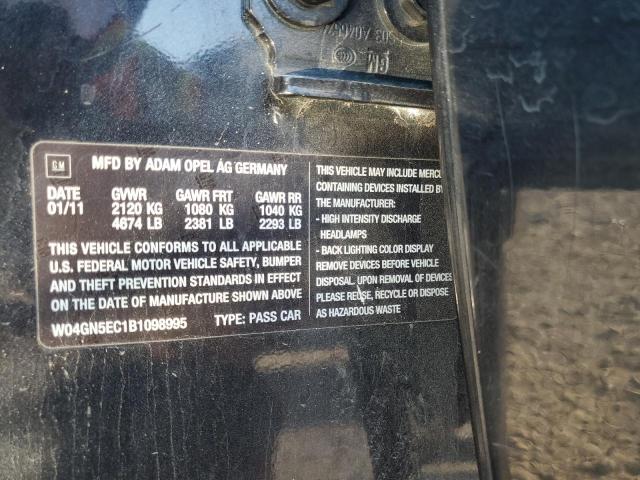 GM
GM
MFD BY ADAM OPEL AG GERMANY
DATE GVWR GAWR FRT GAWR RR
01/11 2120 KG 1080 KG 1040 KG
4674 LB 2381 LB 2293 LB
THIS VEHICLE CONFORMS TO ALL APPLICABLE
U.S. FEDERAL MOTOR VEHICLE SAFETY, BUMPER
AND THEFT PREVENTION STANDARDS IN EFFECT
ON THE DATE OF MANUFACTURE SHOWN ABOVE
W04GN5EC1B1098995 TYPE: PASS CAR
THIS VEHICLE MAY INCLUDE MERCU
CONTAINING DEVICES INSTALLED BY
THE MANUFACTURER:
- HIGH INTENSITY DISCHARGE
HEADLAMPS
- BACK LIGHTING COLOR DISPLAY
REMOVE DEVICES BEFORE VEHICLE
DISPOSAL. UPON REMOVAL OF DEVICES
PLEASE REUSE, RECYCLE OR DISPOSE
AS HAZARDOUS WASTE